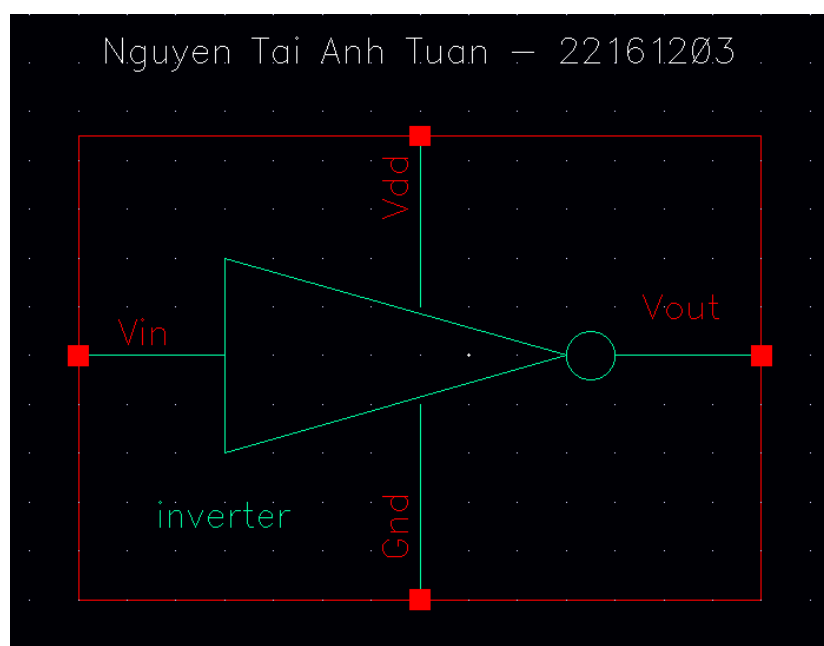 Nguyen Tai Anh Tuan - 22161203
Vdd
Vin
Vout
inverter
Gnd